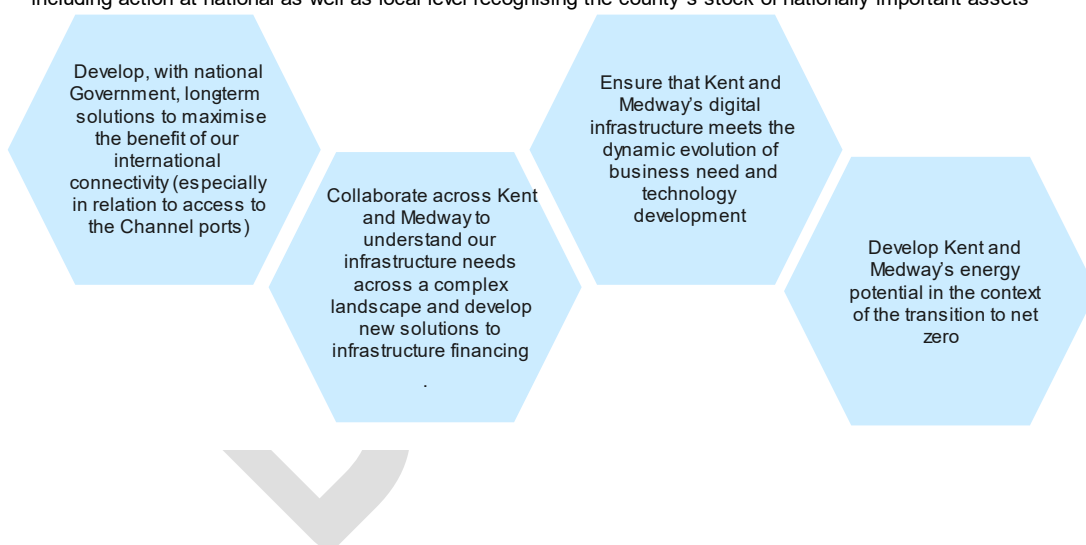 including action at national as well as local level recognising the county's stock of nationally important assets
Develop, with national
Government, longterm
solutions to maximise
the benefit of our
international
connectivity (especially
in relation to access to
the Channel ports)
Collaborate across Kent
and Medway to
understand our
infrastructure needs
across a complex
landscape and develop
new solutions to
infrastructure financing
.
Ensure that Kent and
Medway's digital
infrastructure meets the
dynamic evolution of
business need and
technology
development
Develop Kent and
Medway's energy
potential in the context
of the transition to net
zero